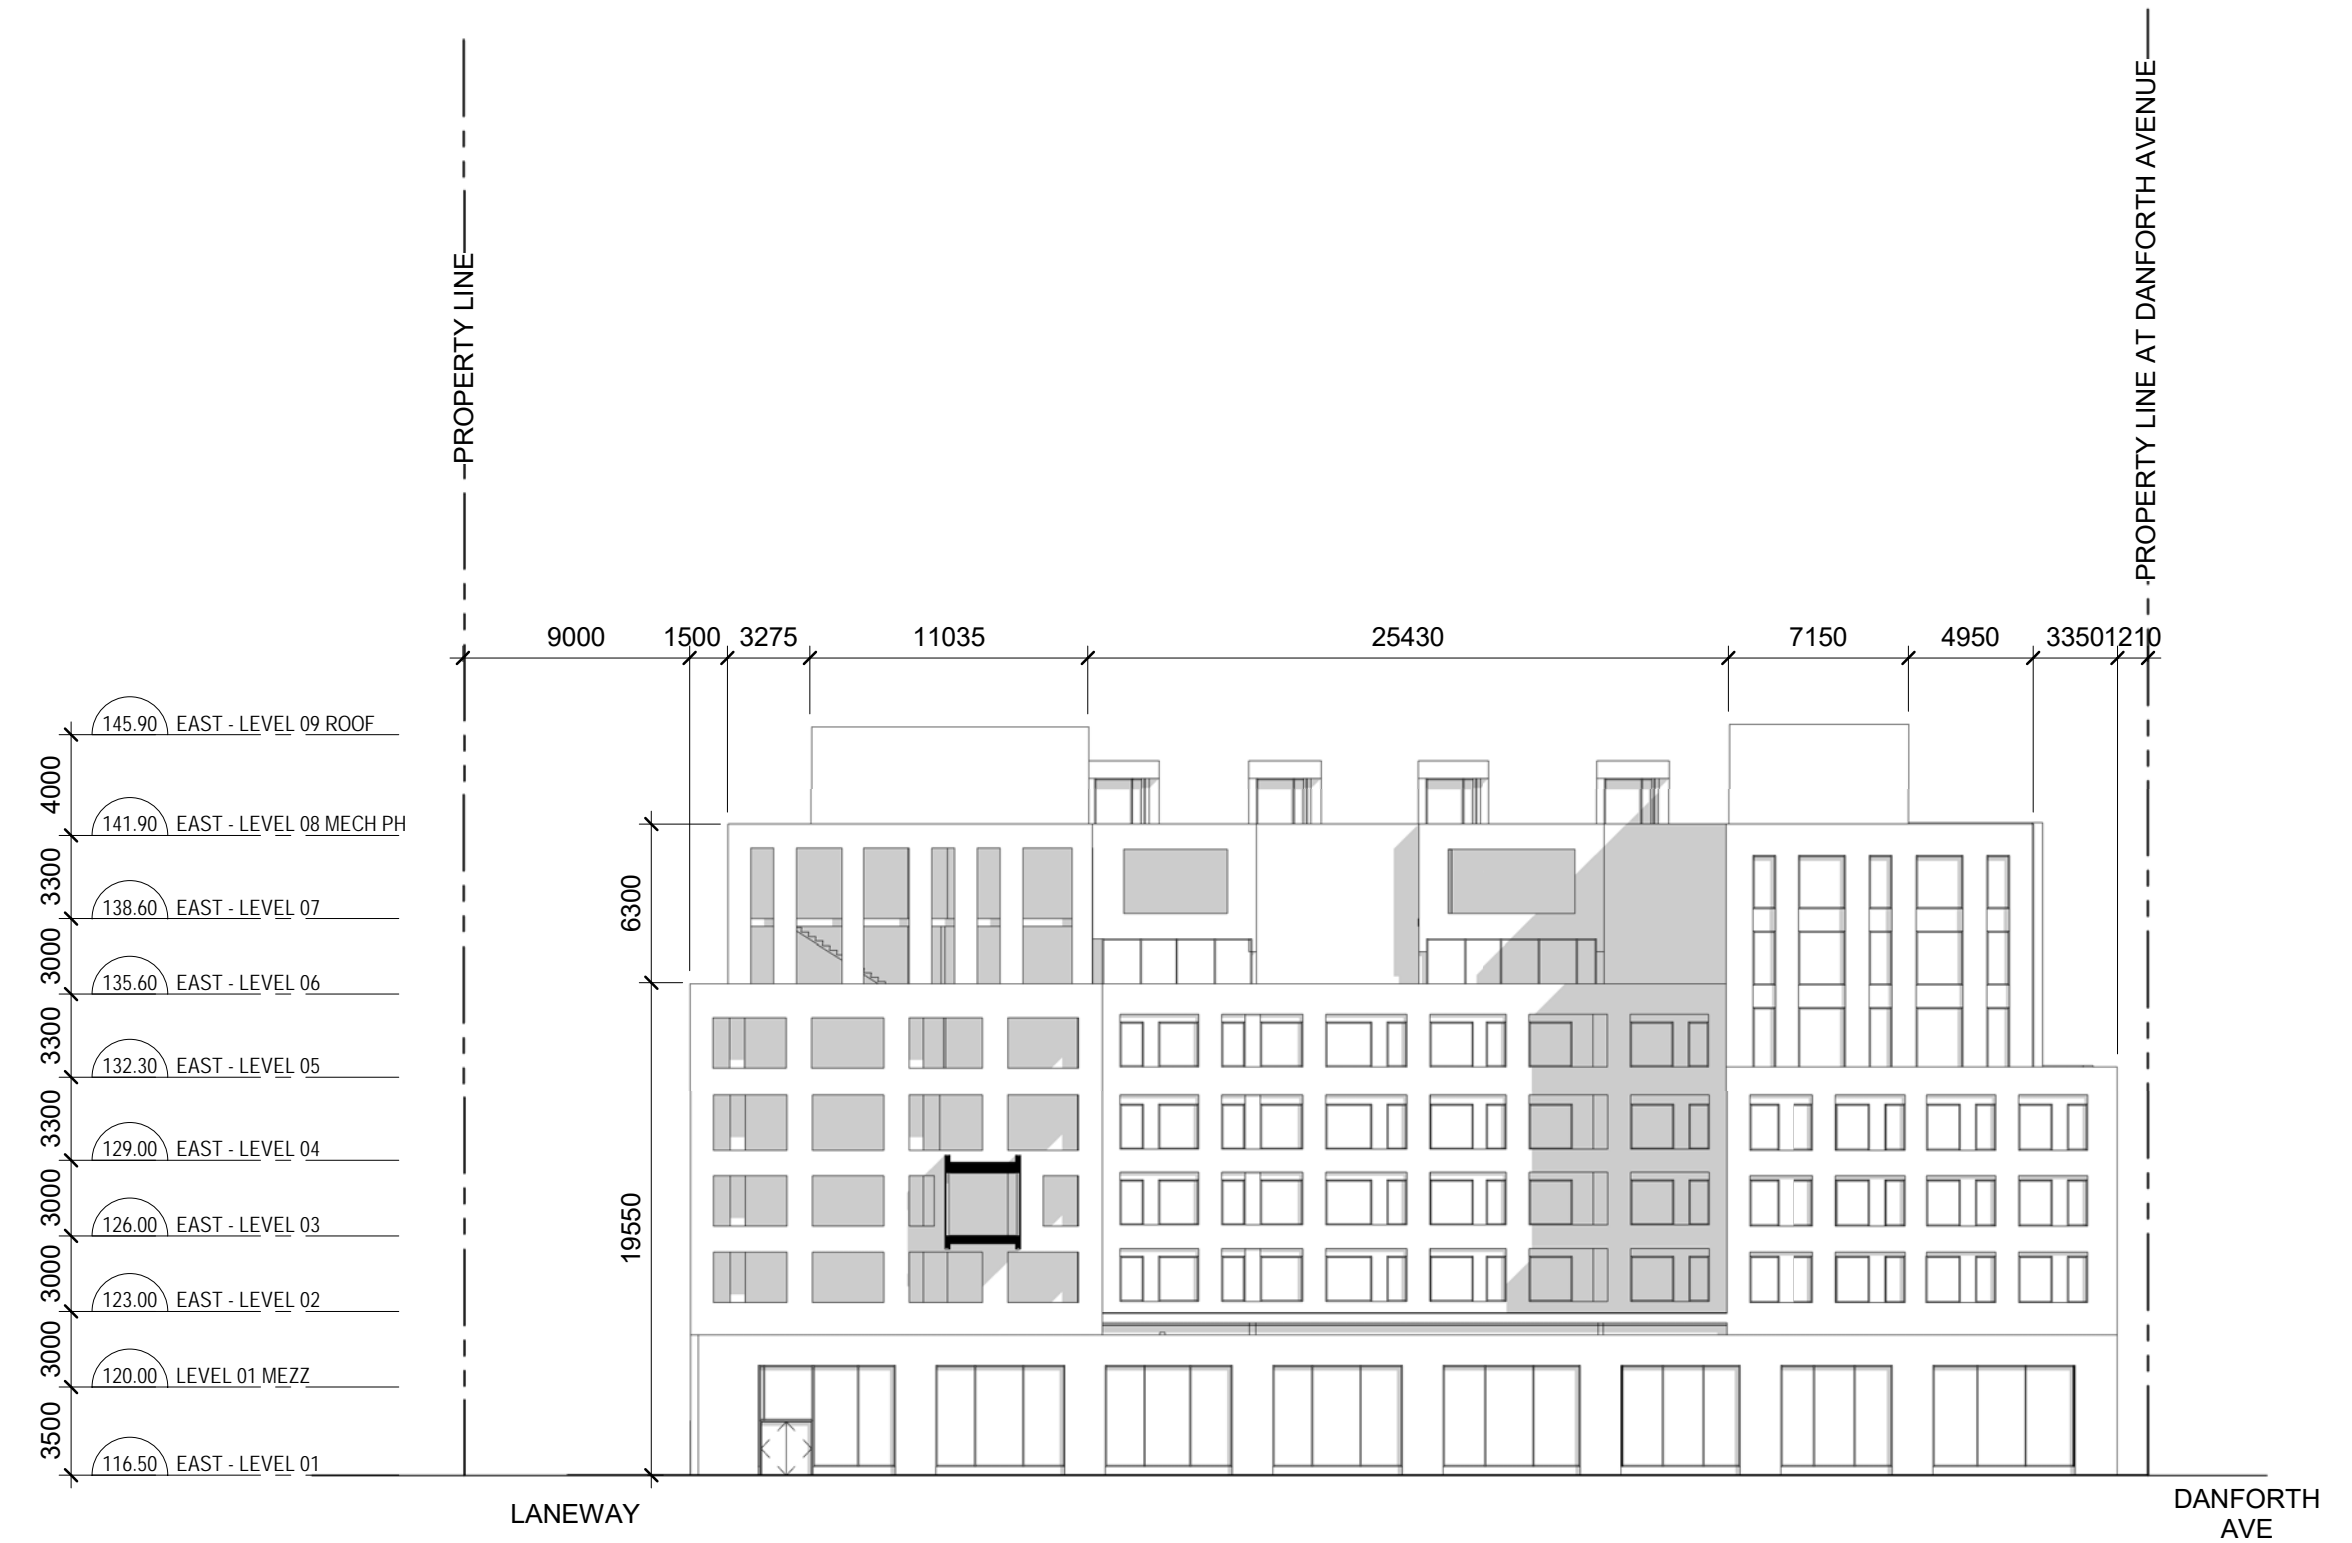 PROPERTY LINE
PROPERTY LINE AT DANFORTH AVENUE
9000 1500 3275 11035 25430 7150 4950 3350 1210
145.90 EAST - LEVEL 09 ROOF
4000
141.90 EAST - LEVEL 08 MECH PH
3300
138.60 EAST - LEVEL 07
3000
135.60 EAST - LEVEL 06
3300
132.30 EAST - LEVEL 05
3300
129.00 EAST - LEVEL 04
3000
126.00 EAST - LEVEL 03
3000
123.00 EAST - LEVEL 02
3000
120.00 LEVEL 01 MEZZ
3500
116.50 EAST - LEVEL 01
6300
19550
LANEWAY
DANFORTH
AVE